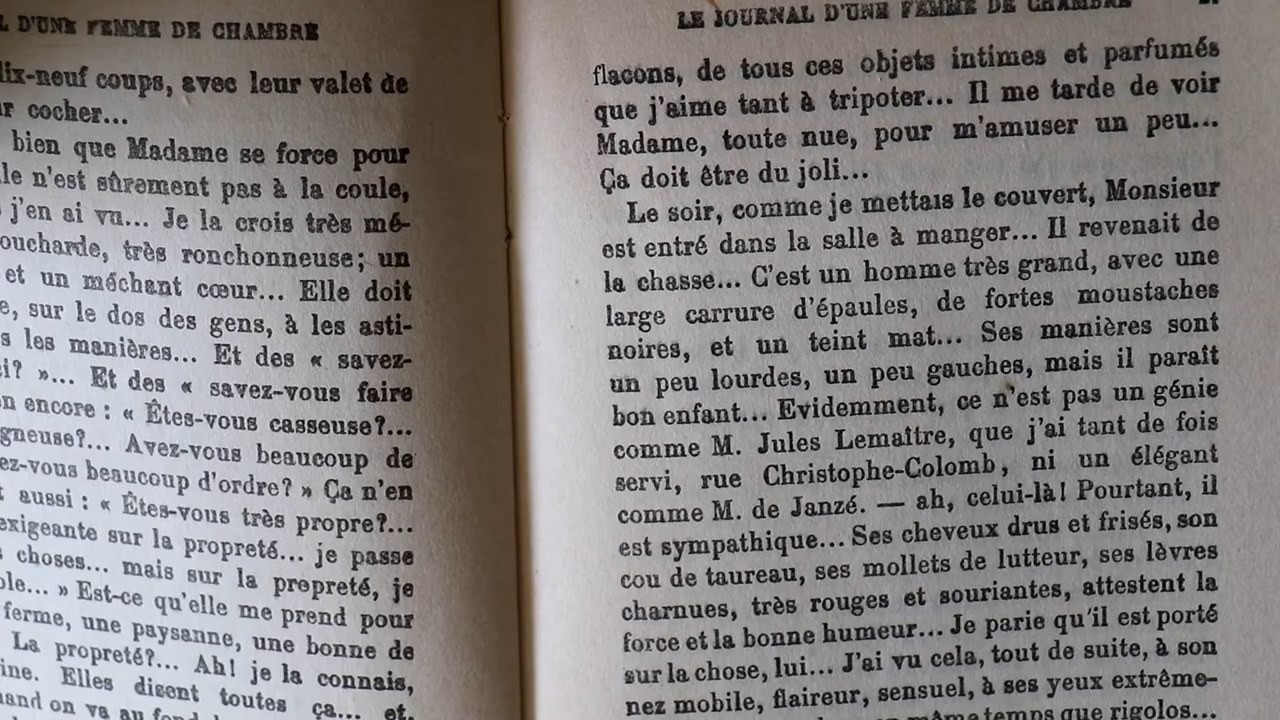 D'UNE FEMME DE CHAMBRE
dix-neuf coups, avec leur valet de
cocher...
bien que Madame se force pour
n'est sûrement pas à la coule,
j'en ai vu... Je la crois très mé-
très ronchonneuse; un
et un méchant cœur... Elle doit
sur le dos des gens, à les asti-
les manières... Et des « savez-
»... Et des « savez-vous faire
encore : « Êtes-vous casseuse?...
Avez-vous beaucoup de
beaucoup d'ordre? » Ça n'en
aussi : « Êtes-vous très propre?...
exigeante sur la propreté... je passe
choses... mais sur la propreté, je
» Est-ce qu'elle me prend pour
ferme, une paysanne, une bonne de
La propreté?... Ah! je la connais,
Elles disent toutes ça... et,
on va au fond
LE JOURNAL D'UNE FEMME DE CHAMBRE
flacons, de tous ces objets intimes et parfumés
que j'aime tant à tripoter... Il me tarde de voir
Madame, toute nue, pour m'amuser un peu...
Ça doit être du joli...
Le soir, comme je mettais le couvert, Monsieur
est entré dans la salle à manger... Il revenait de
la chasse... C'est un homme très grand, avec une
large carrure d'épaules, de fortes moustaches
noires, et un teint mat... Ses manières sont
un peu lourdes, un peu gauches, mais il paraît
bon enfant... Evidemment, ce n'est pas un génie
comme M. Jules Lemaître, que j'ai tant de fois
servi, rue Christophe-Colomb, ni un élégant
comme M. de Janzé. — ah, celui-là! Pourtant, il
est sympathique... Ses cheveux drus et frisés, son
cou de taureau, ses mollets de lutteur, ses lèvres
charnues, très rouges et souriantes, attestent la
force et la bonne humeur... Je parie qu'il est porté
sur la chose, lui... J'ai vu cela, tout de suite, à son
nez mobile, flaireur, sensuel, à ses yeux extrême-
même temps que rigolos...